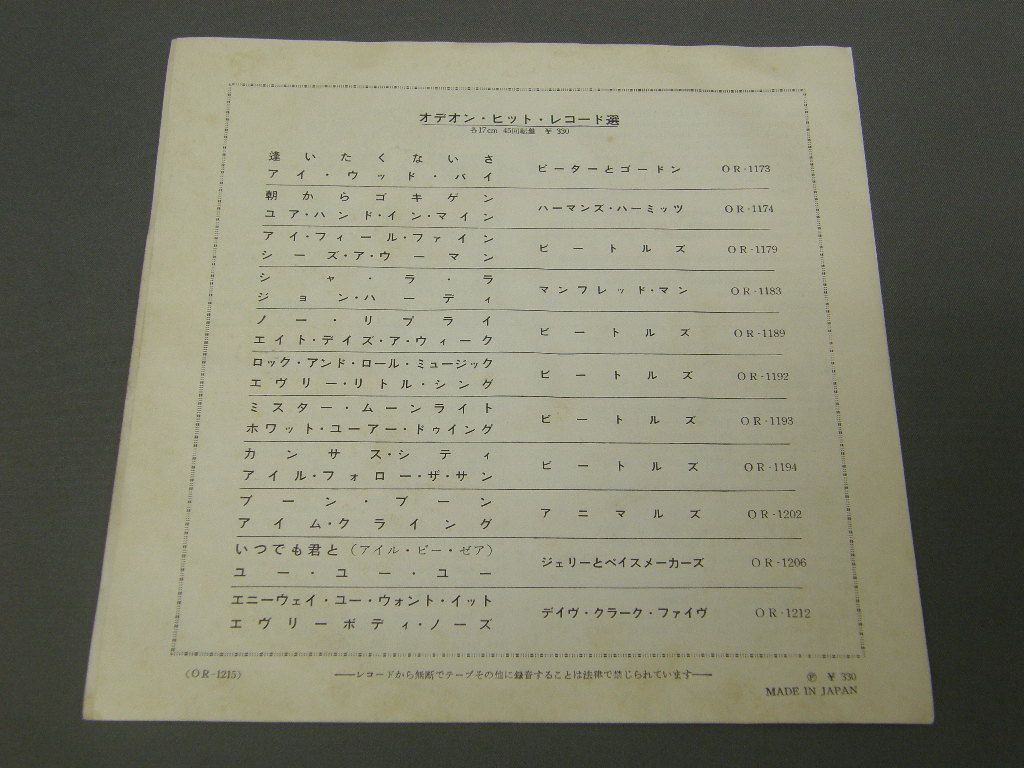 オデオン・ヒット・レコード選
各17cm 45回転盤 ¥ 330
逢いたくないさ
アイ・ウッド・バイ
ピーターとゴードン OR-1173
朝からゴキゲン
ユア・ハンド・イン・マイン
ハーマンズ・ハーミッツ OR-1174
アイ・フィール・ファイン
シーズ・ア・ウーマン
ビートルズ OR-1179
シャ・ラ・ラ
ジョン・ハーディ
マンフレッド・マン OR-1183
ノー・リプライ
エイト・デイズ・ア・ウィーク
ビートルズ OR-1189
ロック・アンド・ロール・ミュージック
エヴリー・リトル・シング
ビートルズ OR-1192
ミスター・ムーンライト
ホワット・ユーアー・ドゥイング
ビートルズ OR-1193
カンサス・シティ
アイル・フォロー・ザ・サン
ビートルズ OR-1194
ブーン・ブーン
アイム・クライング
アニマルズ OR-1202
いつでも君と（アイル・ビー・ゼア）
ユー・ユー・ユー
ジェリーとペイスメーカーズ OR-1206
エニーウェイ・ユー・ウォント・イット
エヴリーボディ・ノーズ
デイヴ・クラーク・ファイヴ OR-1212
(OR-1215)
──レコードから無断でテープその他に録音することは法律で禁じられています──
Ⓟ ¥ 330
MADE IN JAPAN